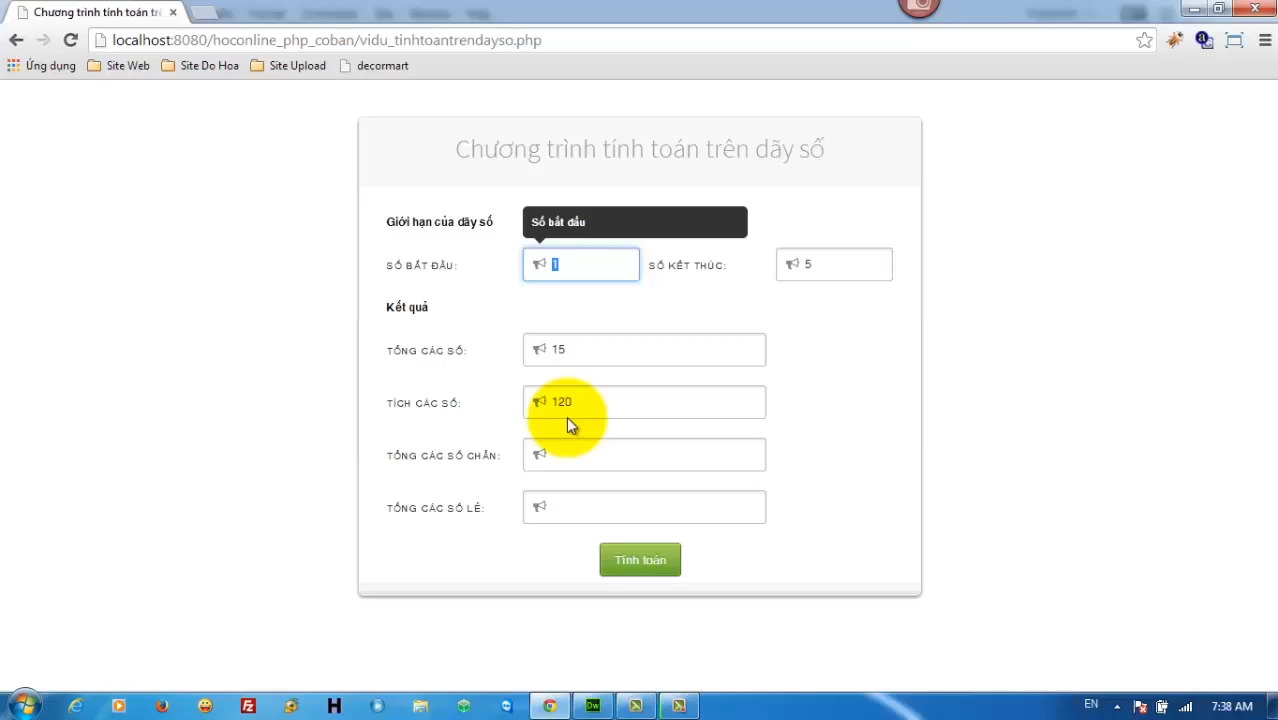 Chương trình tính toán trê
localhost:8080/hoconline_php_coban/vidu_tinhtoantrendayso.php
Ứng dụng Site Web Site Do Hoa Site Upload decormart
Chương trình tính toán trên dãy số
Giới hạn của dãy số Số bắt đầu
SỐ BẮT ĐẦU: 1 SỐ KẾT THÚC: 5
Kết quả
TỔNG CÁC SỐ: 15
TÍCH CÁC SỐ: 120
TỔNG CÁC SỐ CHẴN:
TỔNG CÁC SỐ LẺ:
Tính toán
EN 7:38 AM